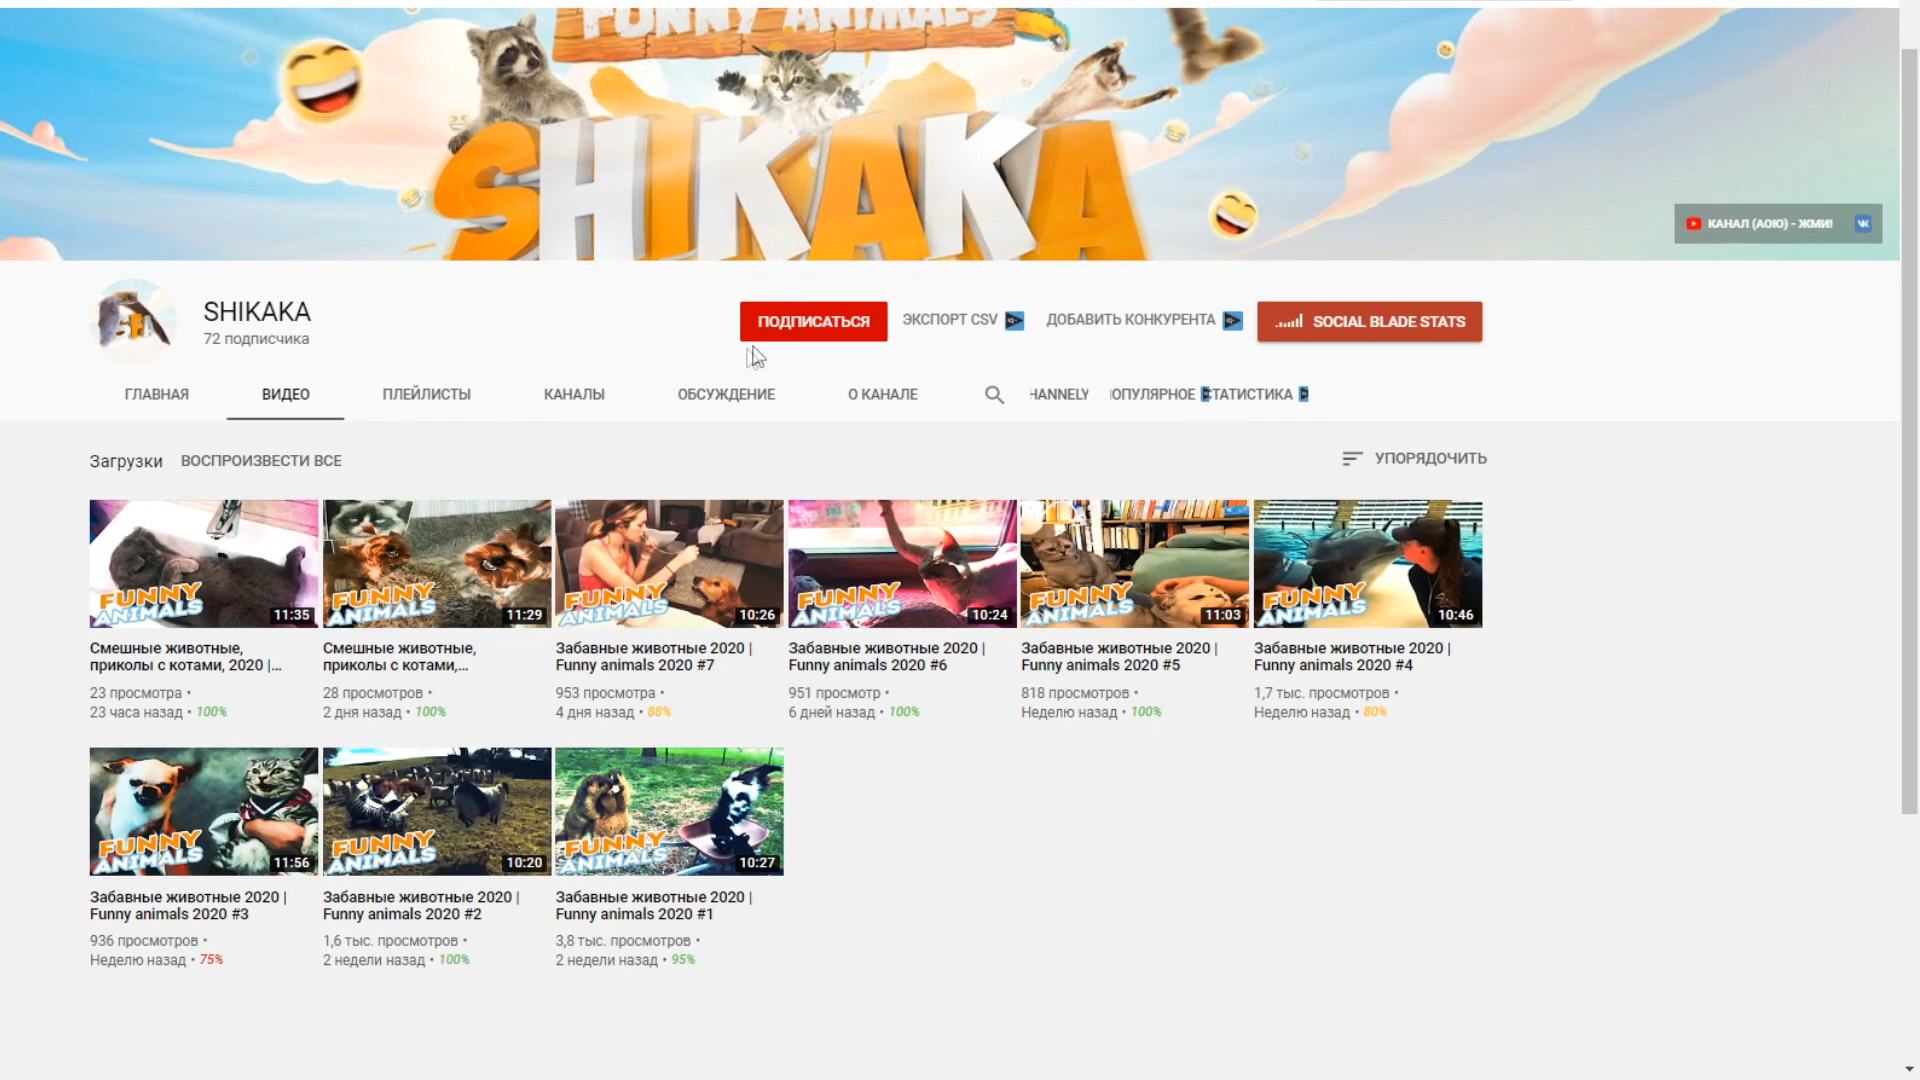 FUNNY ANIMALS
SHIKAKA
КАНАЛ (АОЮ) - ЖМИ!
SHIKAKA
72 подписчика
ПОДПИСАТЬСЯ
ЭКСПОРТ CSV
ДОБАВИТЬ КОНКУРЕНТА
SOCIAL BLADE STATS
ГЛАВНАЯ
ВИДЕО
ПЛЕЙЛИСТЫ
КАНАЛЫ
ОБСУЖДЕНИЕ
О КАНАЛЕ
HANNELY
ОПУЛЯРНОЕ
СТАТИСТИКА
Загрузки
ВОСПРОИЗВЕСТИ ВСЕ
УПОРЯДОЧИТЬ
FUNNY
ANIMALS
11:35
FUNNY
ANIMALS
11:29
FUNNY
ANIMALS
10:26
FUNNY
ANIMALS
10:24
FUNNY
ANIMALS
11:03
FUNNY
ANIMALS
10:46
Смешные животные,
приколы с котами, 2020 |...
23 просмотра •
23 часа назад • 100%
Смешные животные,
приколы с котами,...
28 просмотров •
2 дня назад • 100%
Забавные животные 2020 |
Funny animals 2020 #7
953 просмотра •
4 дня назад • 88%
Забавные животные 2020 |
Funny animals 2020 #6
951 просмотр •
6 дней назад • 100%
Забавные животные 2020 |
Funny animals 2020 #5
818 просмотров •
Неделю назад • 100%
Забавные животные 2020 |
Funny animals 2020 #4
1,7 тыс. просмотров •
Неделю назад • 80%
FUNNY
ANIMALS
11:56
FUNNY
ANIMALS
10:20
FUNNY
ANIMALS
10:27
Забавные животные 2020 |
Funny animals 2020 #3
936 просмотров •
Неделю назад • 75%
Забавные животные 2020 |
Funny animals 2020 #2
1,6 тыс. просмотров •
2 недели назад • 100%
Забавные животные 2020 |
Funny animals 2020 #1
3,8 тыс. просмотров •
2 недели назад • 95%